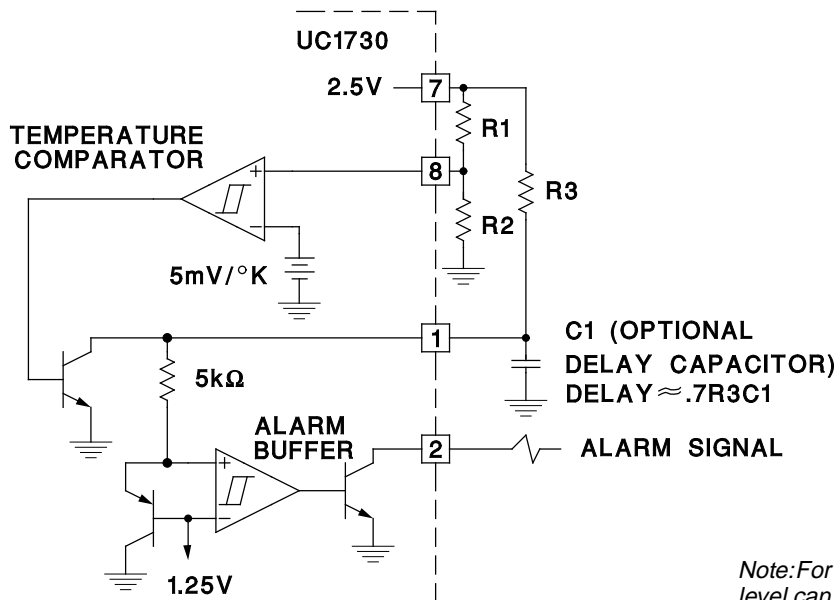 UC1730
2.5V
7
R1
TEMPERATURE
COMPARATOR
+
8
R3
R2
−
5mV/°K
1
C1 (OPTIONAL
DELAY CAPACITOR)
DELAY≈.7R3C1
5kΩ
ALARM
BUFFER
2
ALARM SIGNAL
+
−
1.25V
Note:For
level can